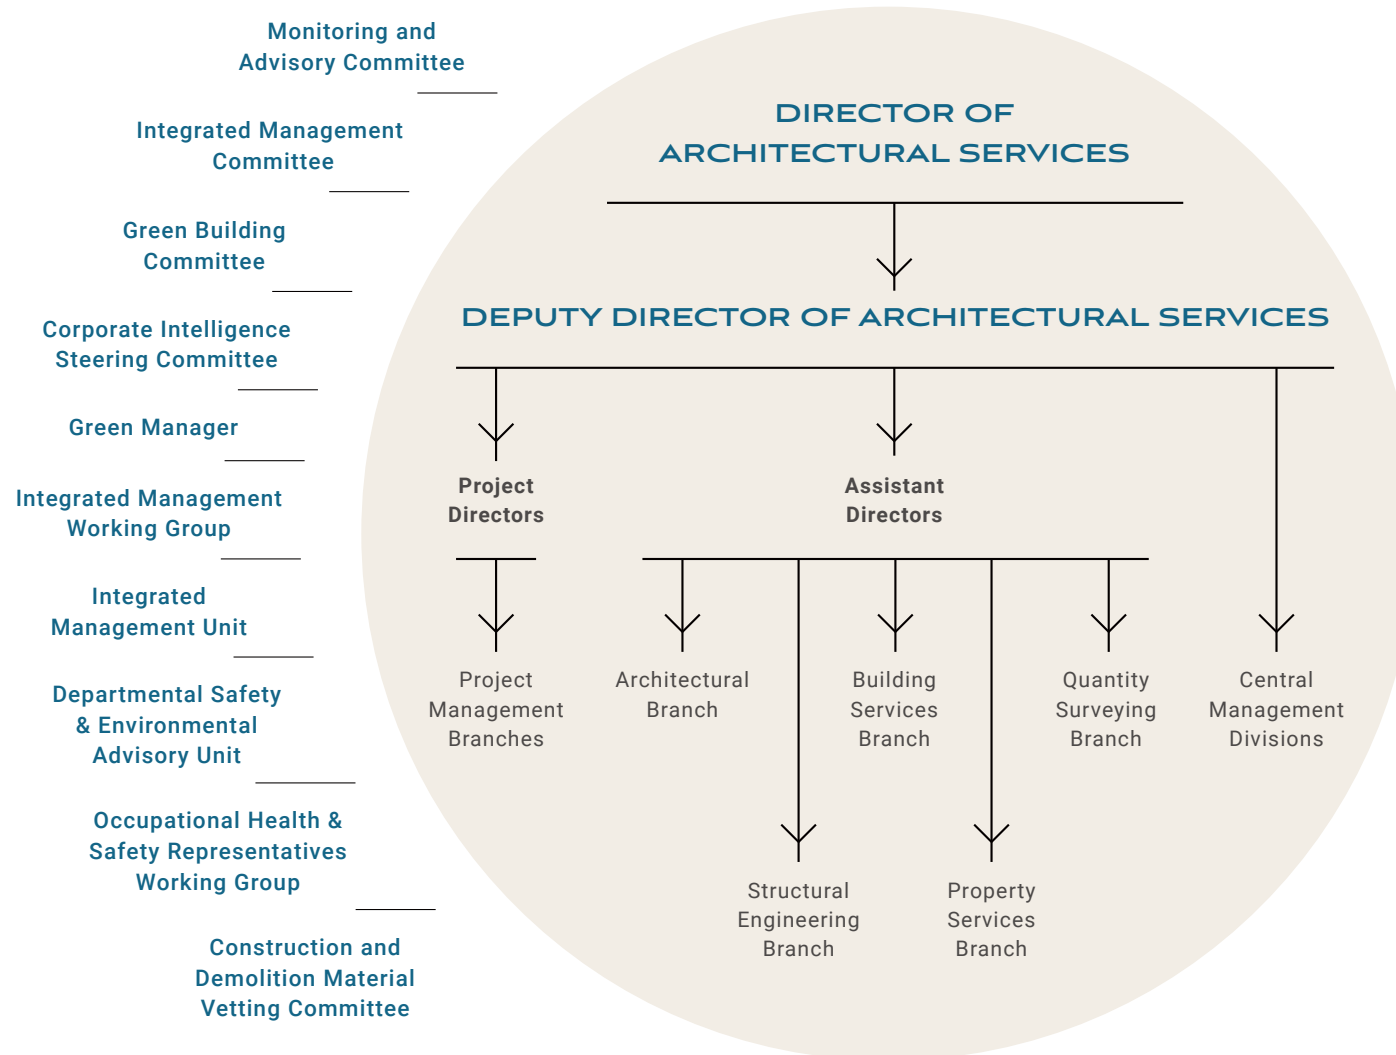 Monitoring and
Advisory Committee
Integrated Management
Committee
Green Building
Committee
Corporate Intelligence
Steering Committee
Green Manager
Integrated Management
Working Group
Integrated
Management Unit
Departmental Safety
& Environmental
Advisory Unit
Occupational Health &
Safety Representatives
Working Group
Construction and
Demolition Material
Vetting Committee
DIRECTOR OF
ARCHITECTURAL SERVICES
DEPUTY DIRECTOR OF ARCHITECTURAL SERVICES
Project
Directors
Assistant
Directors
Project
Management
Branches
Architectural
Branch
Building
Services
Branch
Quantity
Surveying
Branch
Central
Management
Divisions
Structural
Engineering
Branch
Property
Services
Branch